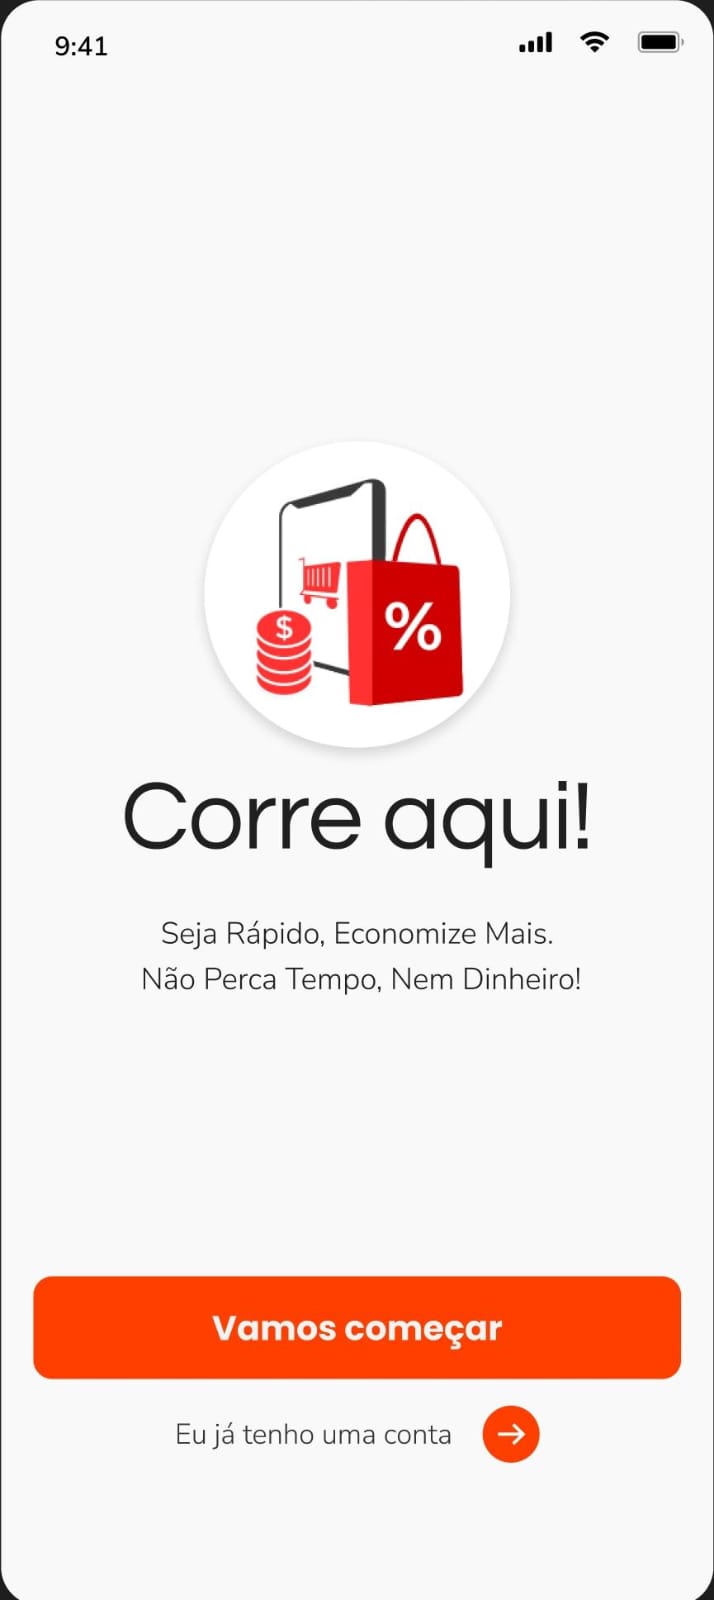 9:41
$
%
Corre aqui!
Seja Rápido, Economize Mais.
Não Perca Tempo, Nem Dinheiro!
Vamos começar
Eu já tenho uma conta